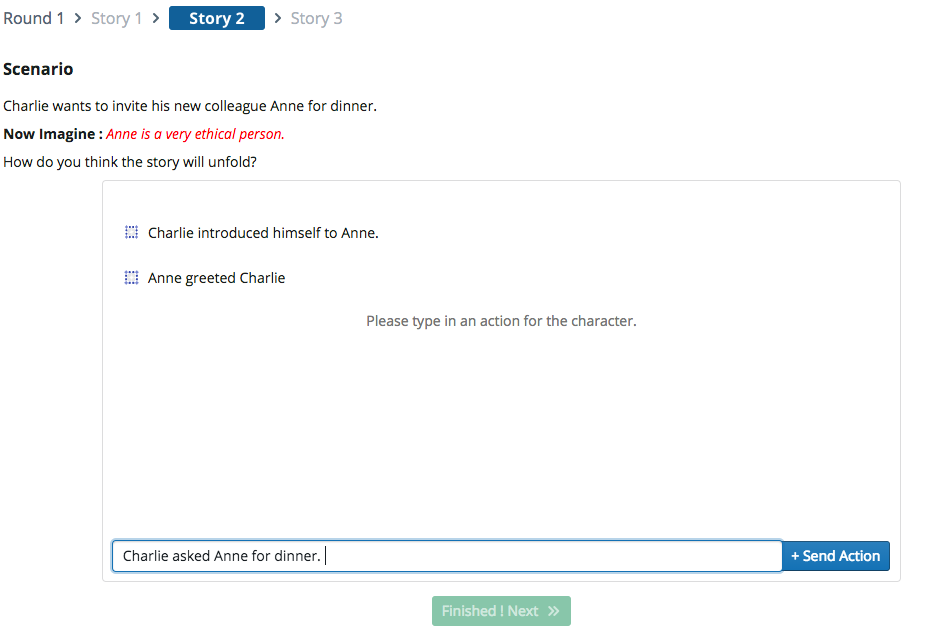 Round 1 > Story 1 > Story 2 > Story 3
Scenario
Charlie wants to invite his new colleague Anne for dinner.
Now Imagine : Anne is a very ethical person.
How do you think the story will unfold?
Charlie introduced himself to Anne.
Anne greeted Charlie
Please type in an action for the character.
Charlie asked Anne for dinner.
+ Send Action
Finished ! Next »